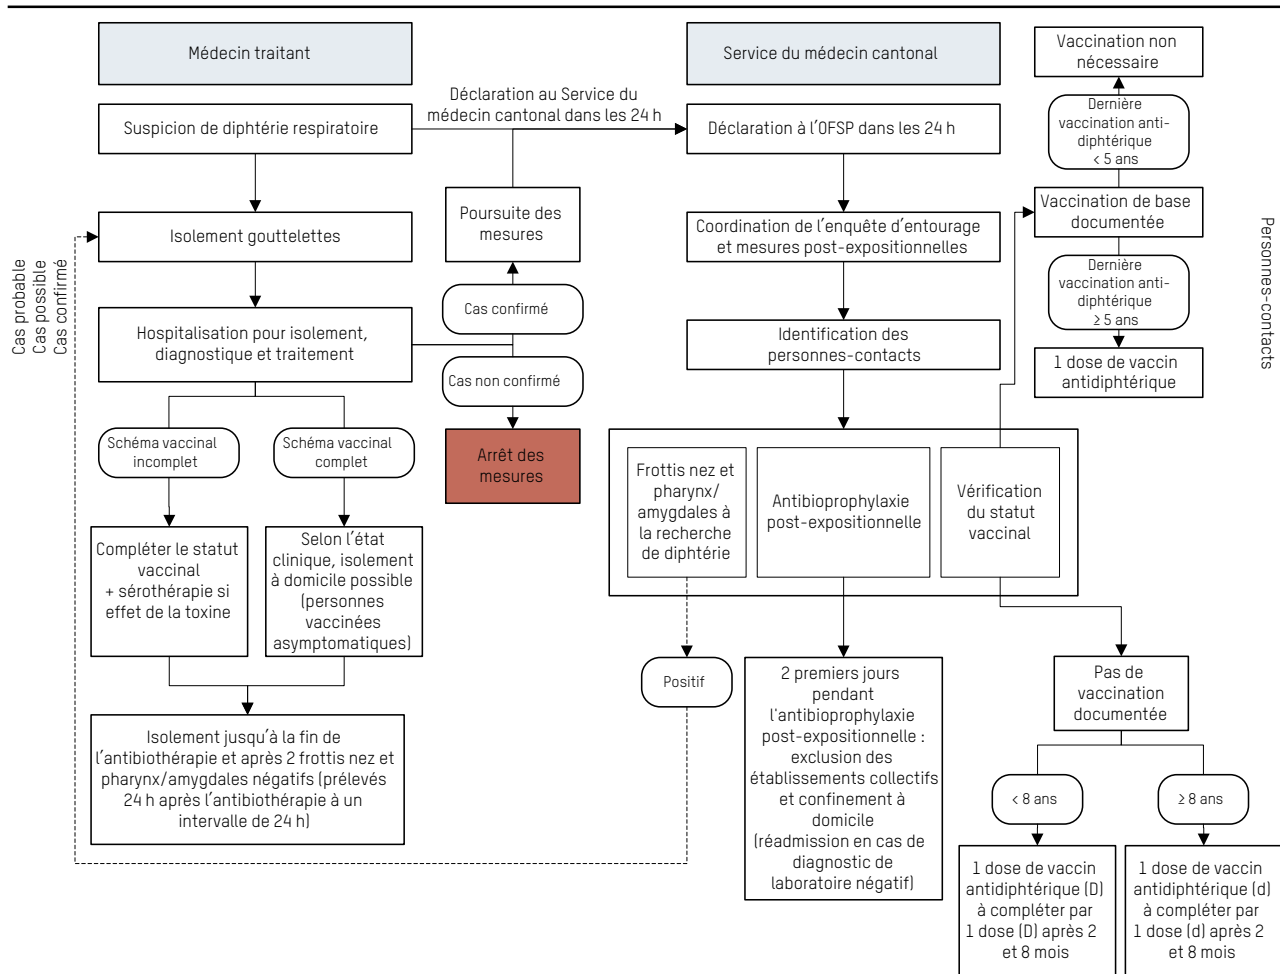 Médecin traitant
Suspicion de diphtérie respiratoire
Isolement gouttelettes
Hospitalisation pour isolement,
diagnostique et traitement
Schéma vaccinal
incomplet
Schéma vaccinal
complet
Compléter le statut
vaccinal
+ sérothérapie si
effet de la toxine
Selon l'état
clinique, isolement
à domicile possible
(personnes
vaccinées
asymptomatiques)
Isolement jusqu'à la fin de
l'antibiothérapie et après 2 frottis nez et
pharynx/amygdales négatifs (prélevés
24 h après l'antibiothérapie à un
intervalle de 24 h)
Cas probable
Cas possible
Cas confirmé
Déclaration au Service du
médecin cantonal dans les 24 h
Poursuite des
mesures
Cas confirmé
Cas non confirmé
Arrêt des
mesures
Service du médecin cantonal
Déclaration à l'OFSP dans les 24 h
Coordination de l'enquête d'entourage
et mesures post-expositionnelles
Identification des
personnes-contacts
Frottis nez et
pharynx/
amygdales à
la recherche
de diphtérie
Antibioprophylaxie
post-expositionnelle
Vérification
du statut
vaccinal
Positif
2 premiers jours
pendant
l'antibioprophylaxie
post-expositionnelle :
exclusion des
établissements collectifs
et confinement à
domicile
(réadmission en cas de
diagnostic de
laboratoire négatif)
Vaccination non
nécessaire
Dernière
vaccination anti-
diphtérique
< 5 ans
Vaccination de base
documentée
Dernière
vaccination anti-
diphtérique
≥ 5 ans
1 dose de vaccin
antidiphtérique
Personnes-contacts
Pas de
vaccination
documentée
< 8 ans
≥ 8 ans
1 dose de vaccin
antidiphtérique (D)
à compléter par
1 dose (D) après 2
et 8 mois
1 dose de vaccin
antidiphtérique (d)
à compléter par
1 dose (d) après 2
et 8 mois